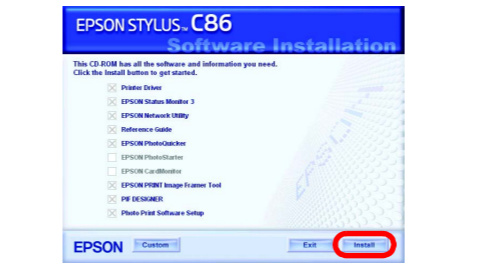 EPSON STYLUS™ C86
Software Installation
This CD-ROM has all the software and information you need.
Click the Install button to get started.
Printer Driver
EPSON Status Monitor 3
EPSON Network Utility
Reference Guide
EPSON PhotoQuicker
EPSON PhotoStarter
EPSON CardMonitor
EPSON PRINT Image Framer Tool
PIF DESIGNER
Photo Print Software Setup
EPSON
EPSON Custom Exit Install